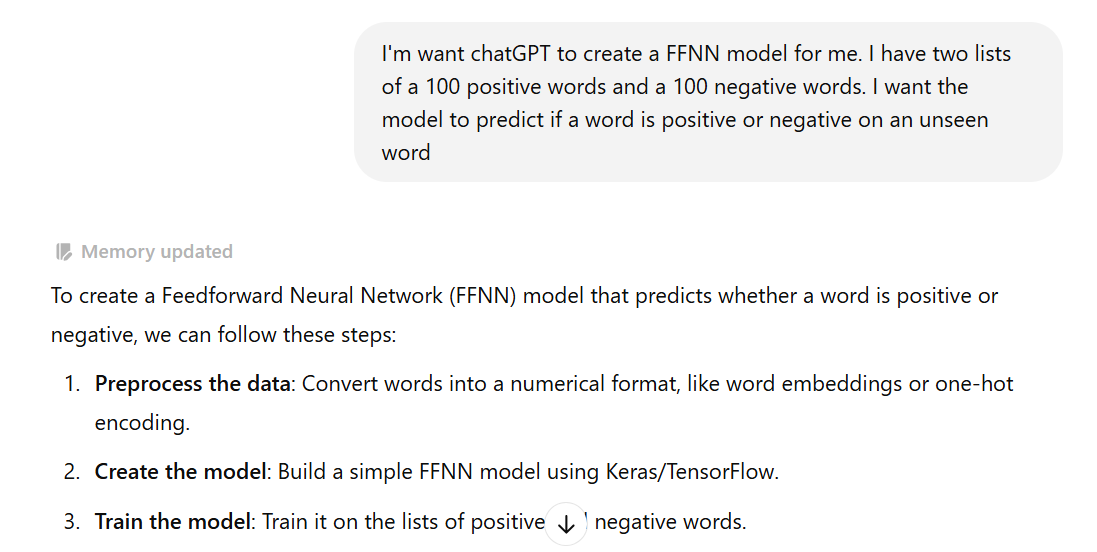 I'm want chatGPT to create a FFNN model for me. I have two lists
of a 100 positive words and a 100 negative words. I want the
model to predict if a word is positive or negative on an unseen
word
Memory updated
To create a Feedforward Neural Network (FFNN) model that predicts whether a word is positive or
negative, we can follow these steps:
1. Preprocess the data: Convert words into a numerical format, like word embeddings or one-hot
encoding.
2. Create the model: Build a simple FFNN model using Keras/TensorFlow.
3. Train the model: Train it on the lists of positive negative words.